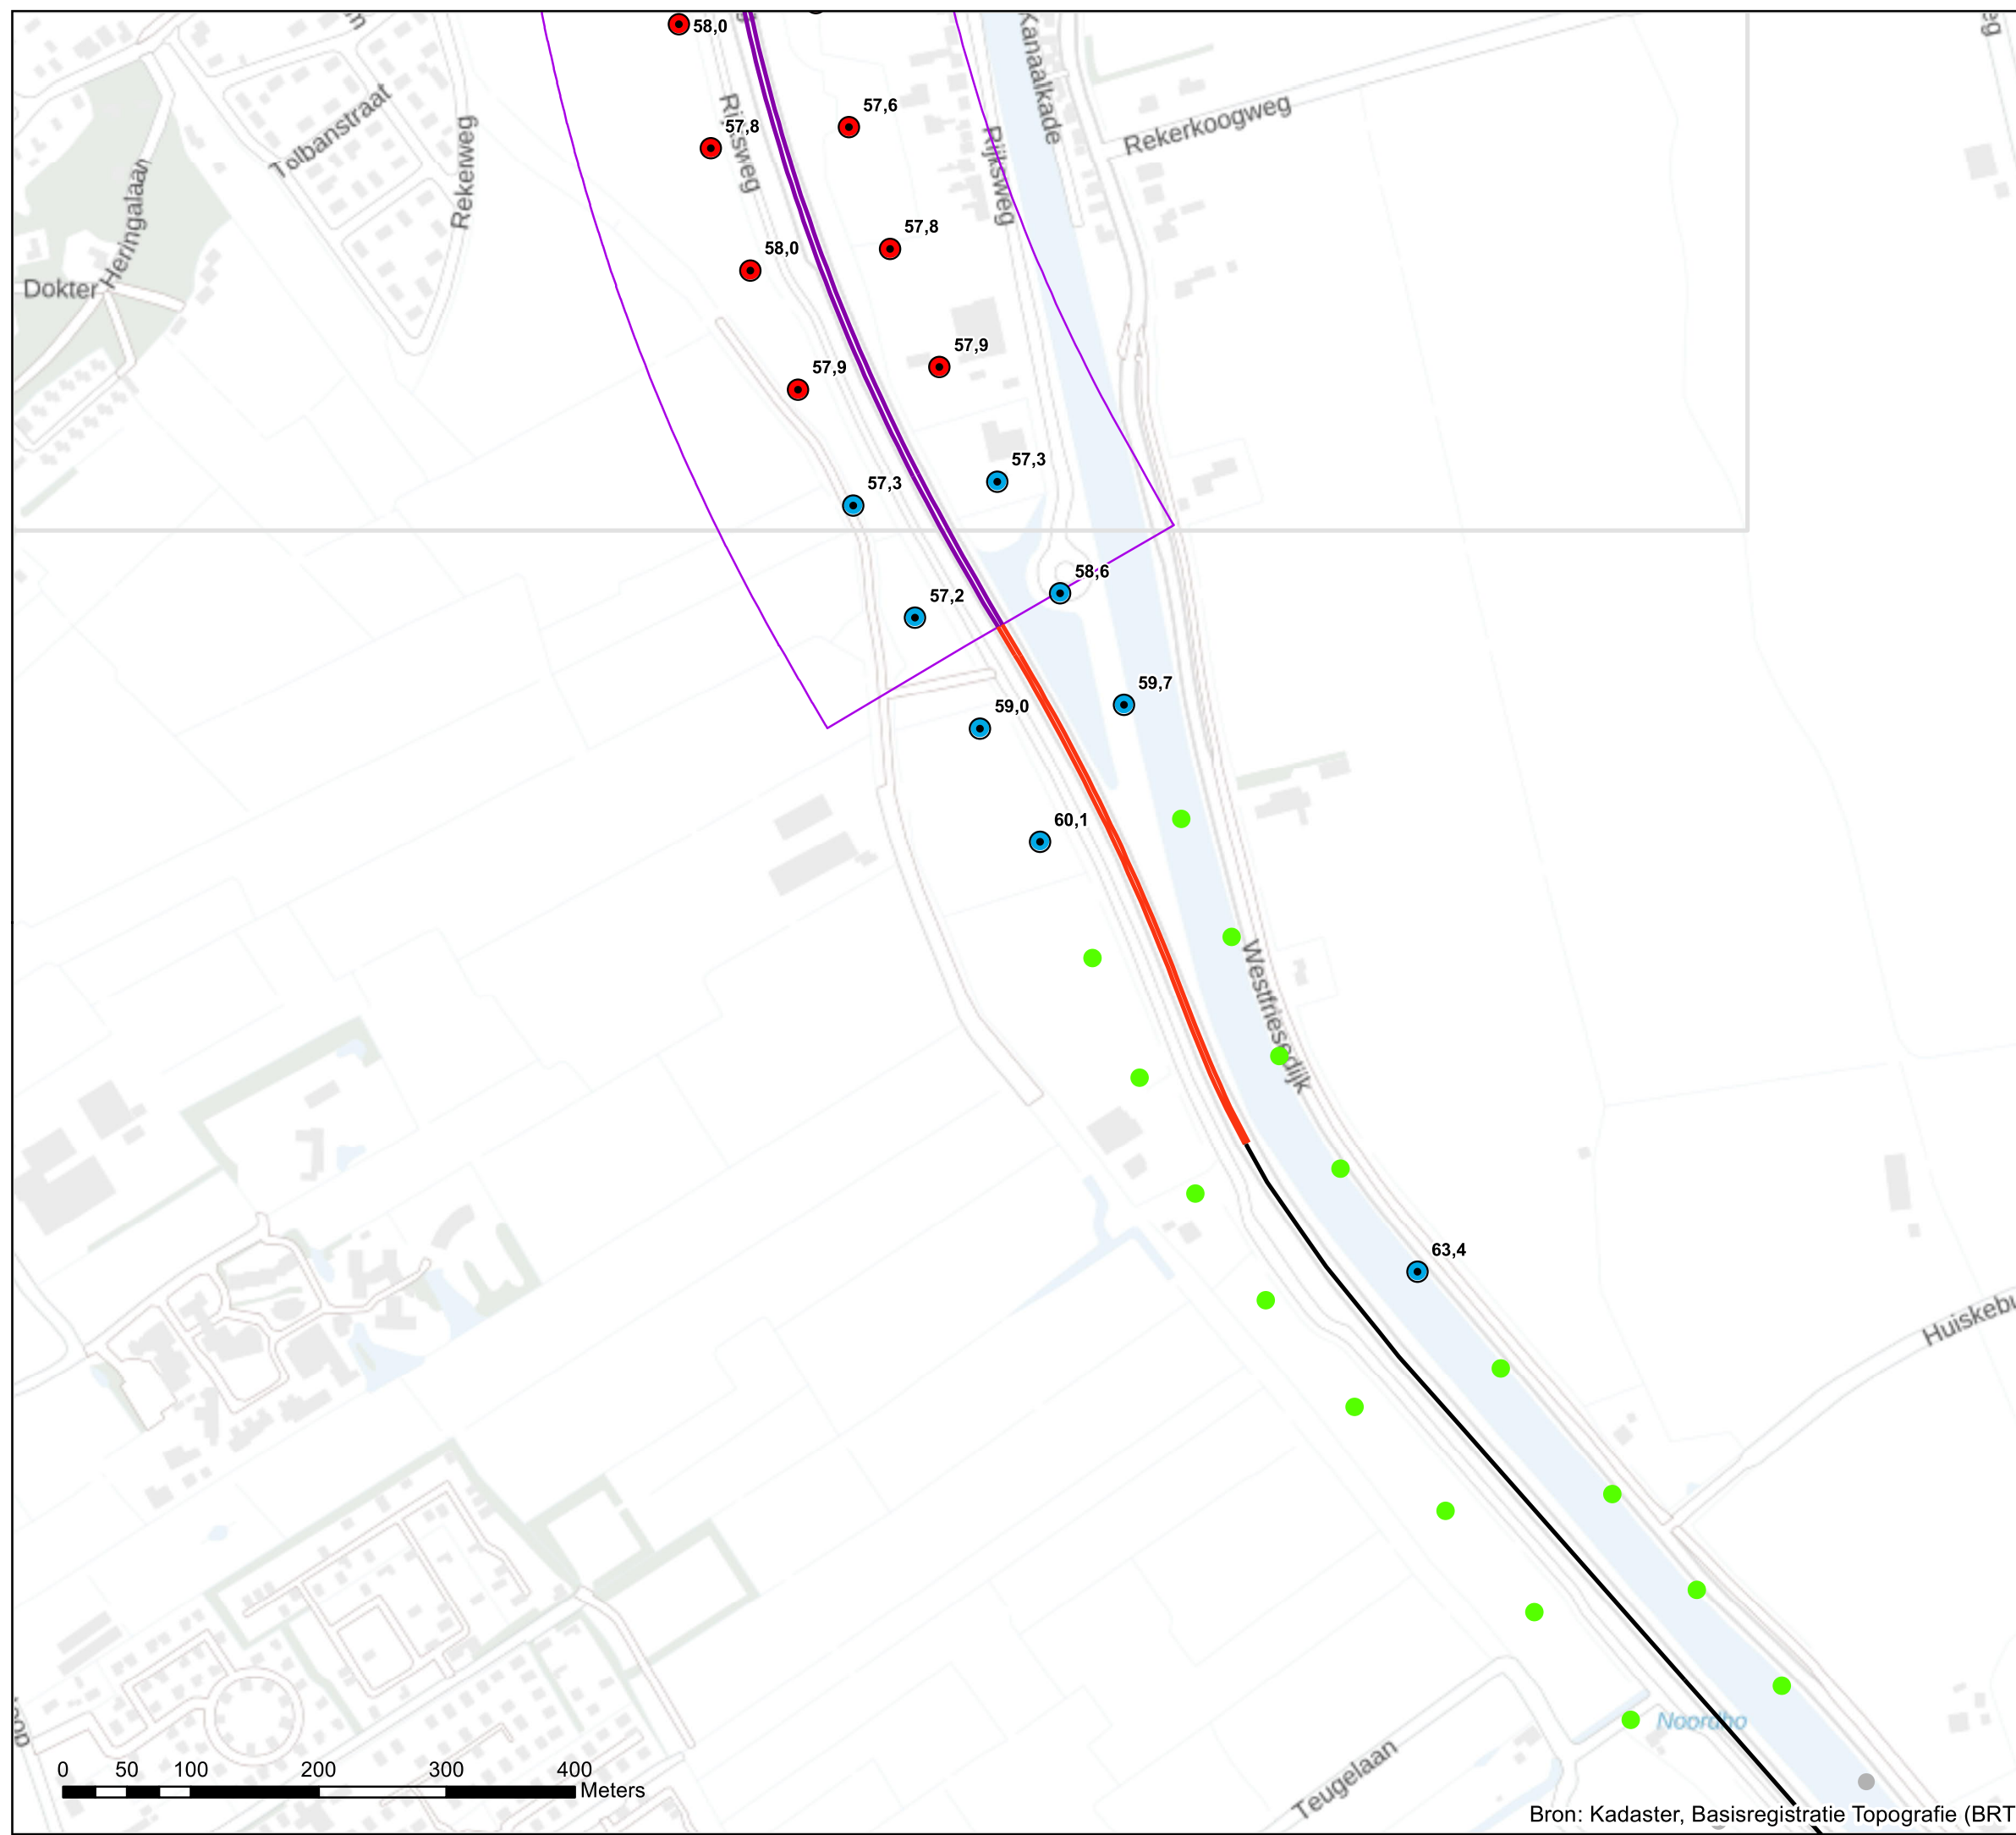 58,0
Kanaalkade
Rekerkoogweg
Tolbanstraat
Rekerweg
Rijksweg
57,8
57,6
Rijksweg
Dokter Heringalaan
58,0
57,8
57,9
57,9
57,3
57,3
57,2
58,6
59,0
59,7
60,1
Westfriesedijk
63,4
Huiskebu
Noordho
Teugelaan
0 50 100 200 300 400
Meters
Bron: Kadaster, Basisregistratie Topografie (BRT